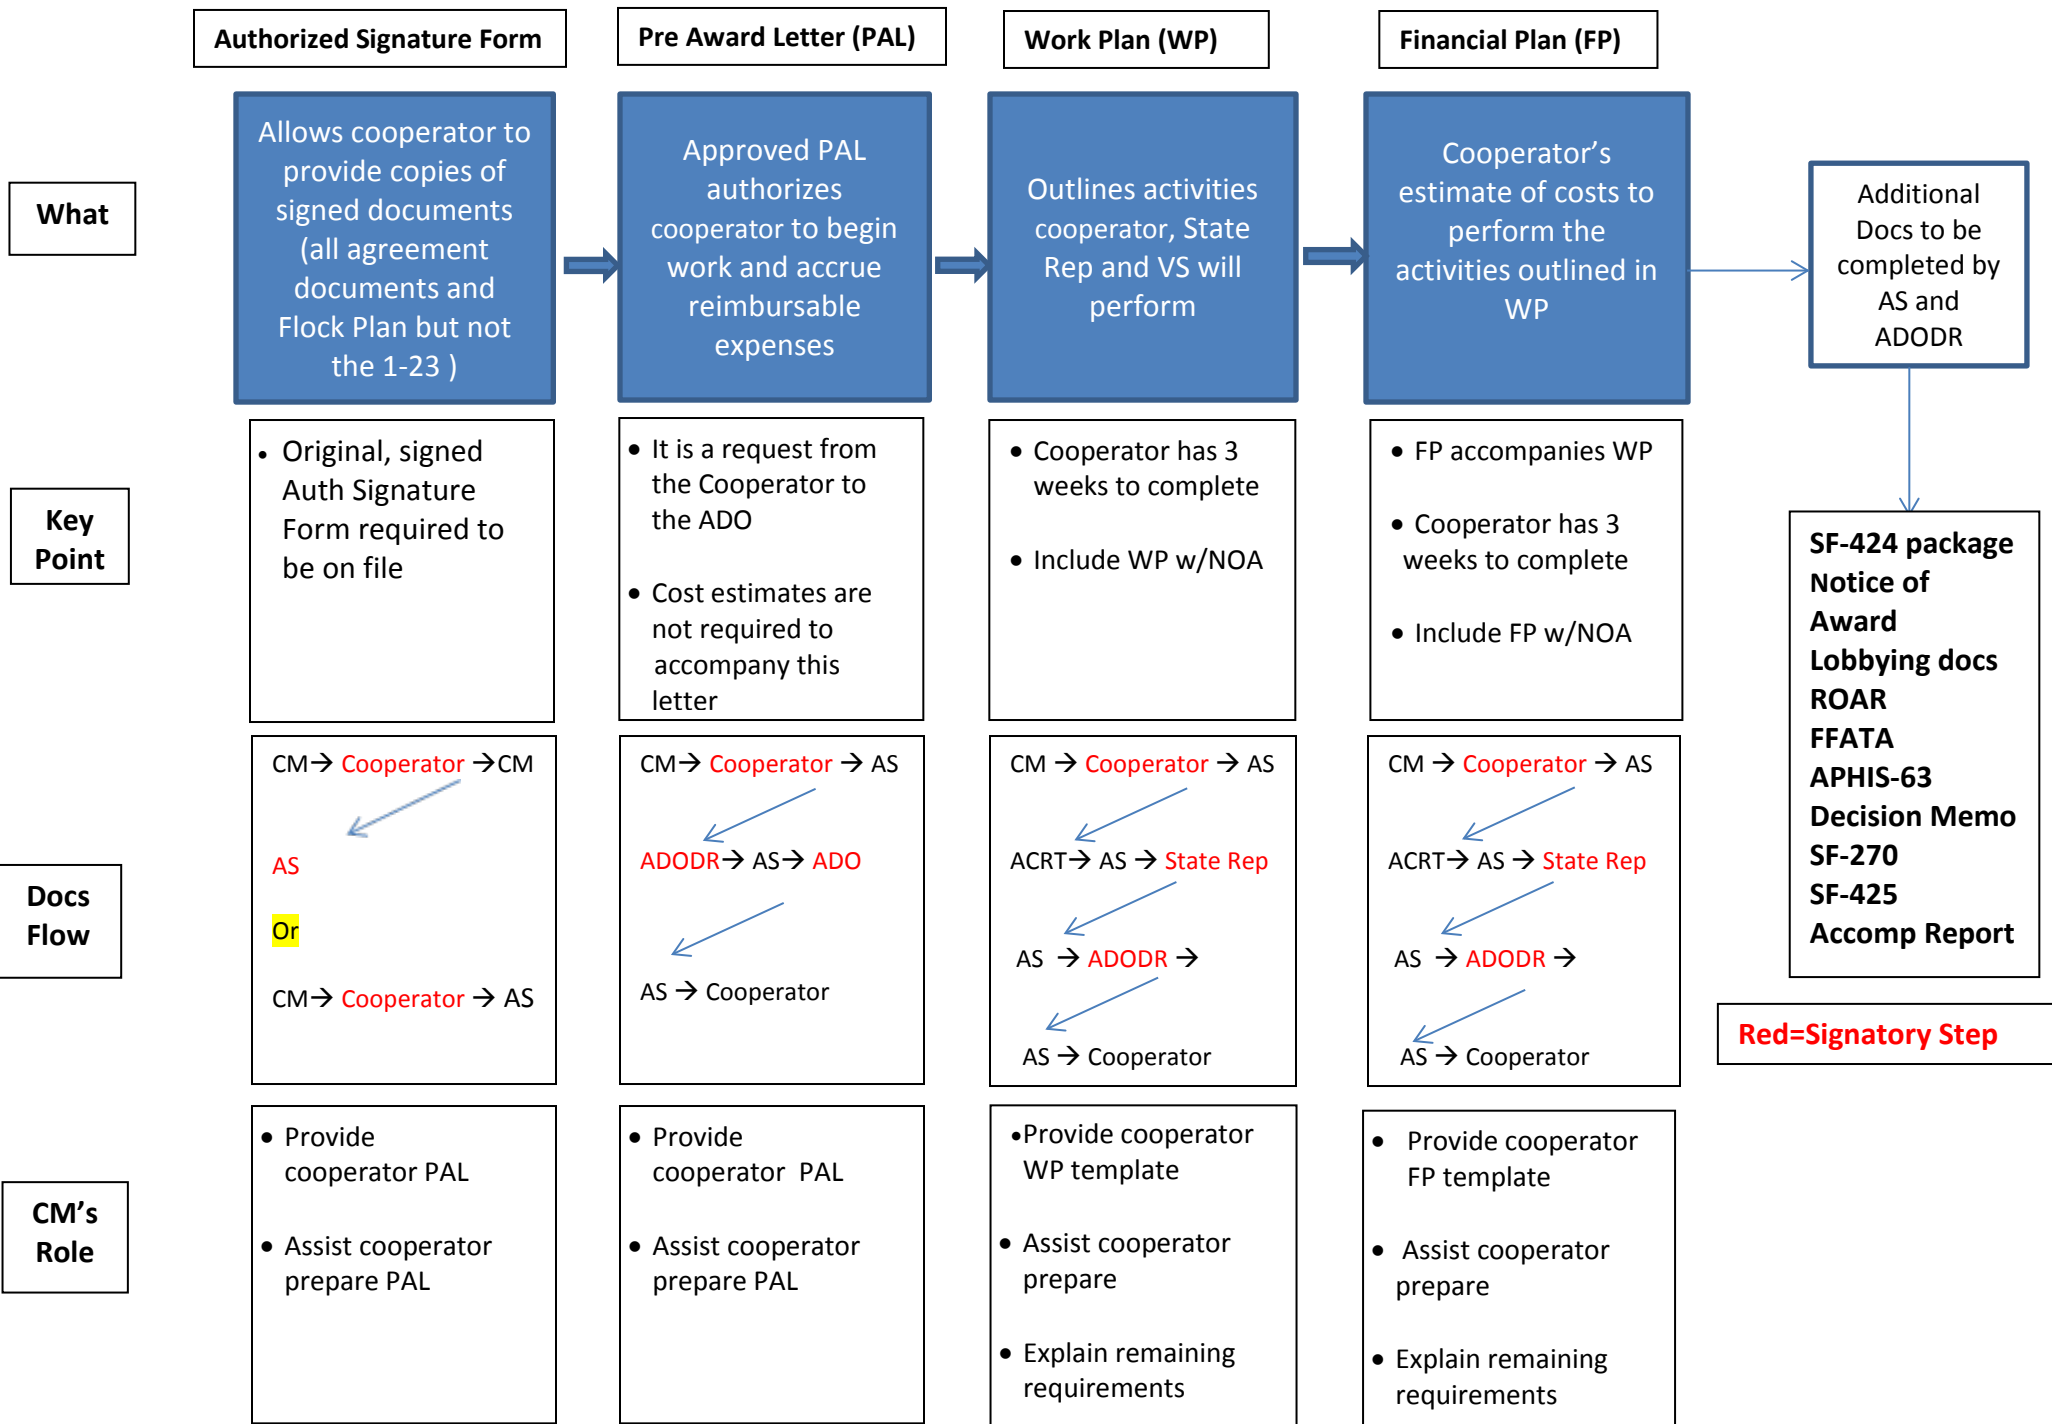 Authorized Signature Form
Pre Award Letter (PAL)
Work Plan (WP)
Financial Plan (FP)
What
Allows cooperator to
provide copies of
signed documents
(all agreement
documents and
Flock Plan but not
the 1-23 )
Approved PAL
authorizes
cooperator to begin
work and accrue
reimbursable
expenses
Outlines activities
cooperator, State
Rep and VS will
perform
Cooperator’s
estimate of costs to
perform the
activities outlined in
WP
Additional
Docs to be
completed by
AS and
ADODR
Key
Point
• Original, signed
Auth Signature
Form required to
be on file
• It is a request from
the Cooperator to
the ADO
• Cost estimates are
not required to
accompany this
letter
• Cooperator has 3
weeks to complete
• Include WP w/NOA
• FP accompanies WP
• Cooperator has 3
weeks to complete
• Include FP w/NOA
SF-424 package
Notice of
Award
Lobbying docs
ROAR
FFATA
APHIS-63
Decision Memo
SF-270
SF-425
Accomp Report
Docs
Flow
CM→ Cooperator →CM
AS
Or
CM→ Cooperator → AS
CM→ Cooperator → AS
ADODR→ AS→ ADO
AS → Cooperator
CM → Cooperator → AS
ACRT→ AS → State Rep
AS → ADODR →
AS → Cooperator
CM → Cooperator → AS
ACRT→ AS → State Rep
AS → ADODR →
AS → Cooperator
Red=Signatory Step
CM’s
Role
• Provide
cooperator PAL
• Assist cooperator
prepare PAL
• Provide
cooperator PAL
• Assist cooperator
prepare PAL
•Provide cooperator
WP template
• Assist cooperator
prepare
• Explain remaining
requirements
• Provide cooperator
FP template
• Assist cooperator
prepare
• Explain remaining
requirements